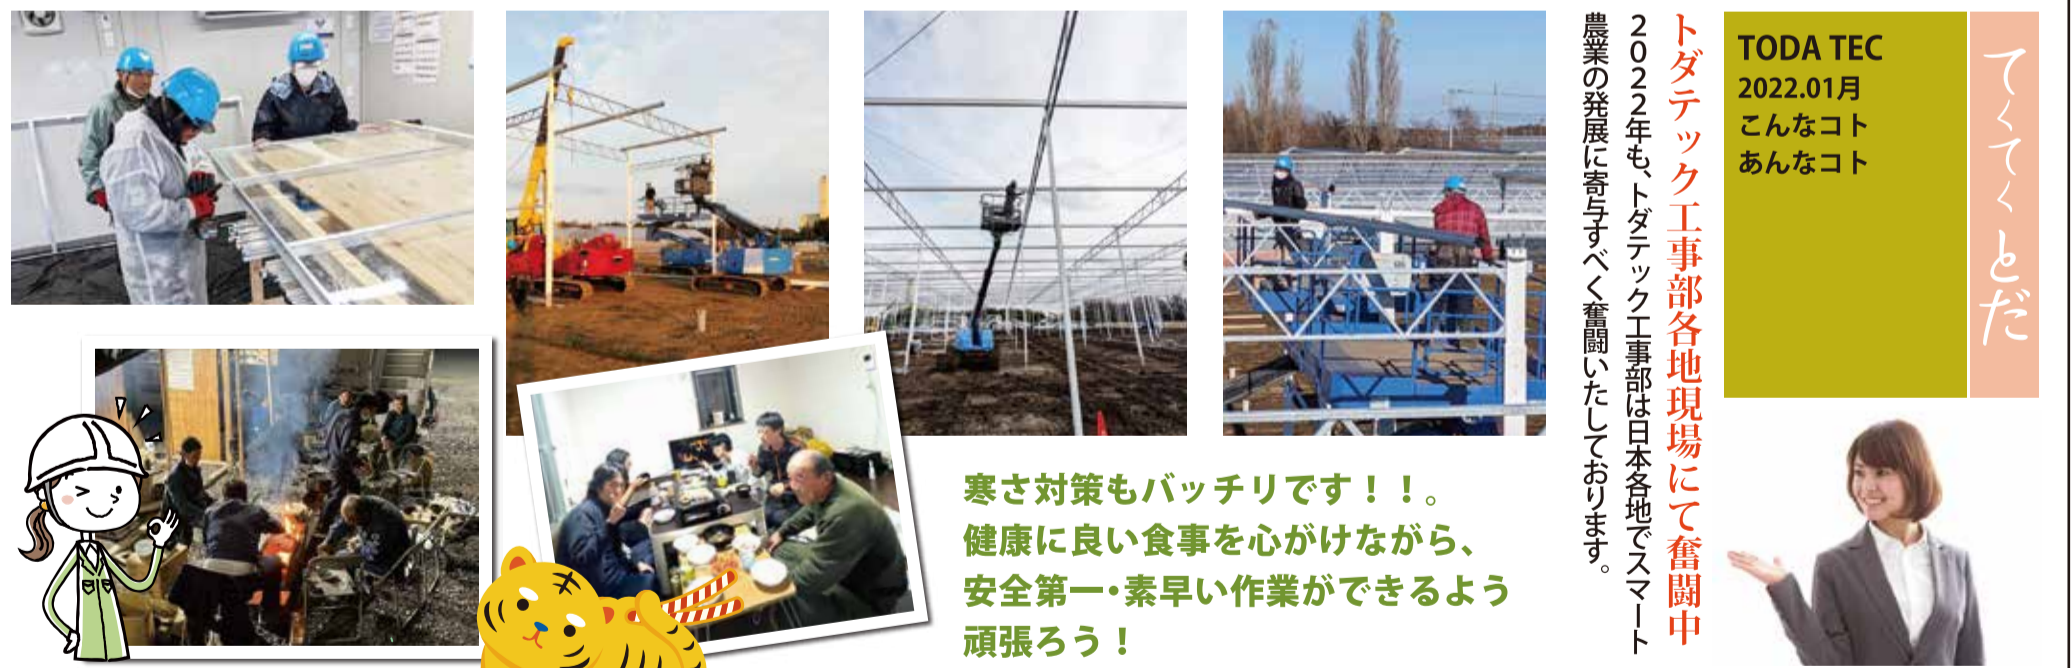 てくてくとだ
TODA TEC
2022.01月
こんなコト
あんなコト
トダテック工事部各地現場にて奮闘中
2022年も、トダテック工事部は日本各地でスマート
農業の発展に寄与すべく奮闘いたしております。
寒さ対策もバッチリです！！。
健康に良い食事を心がけながら、
安全第一・素早い作業ができるよう
頑張ろう！